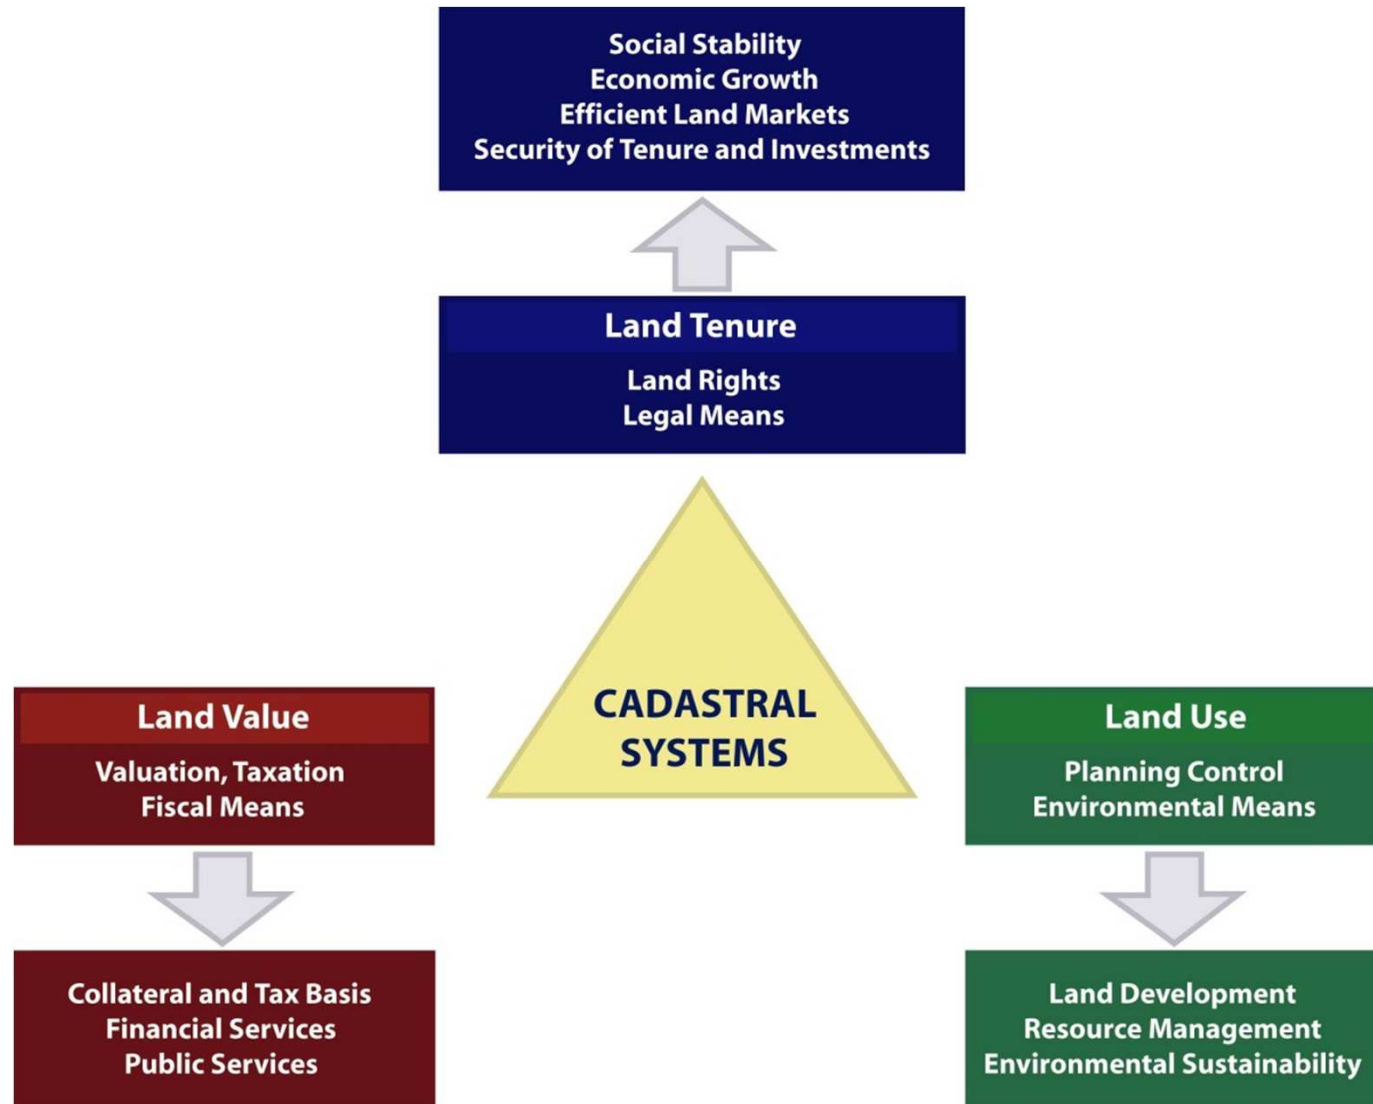 Social Stability
Economic Growth
Efficient Land Markets
Security of Tenure and Investments
Land Tenure
Land Rights
Legal Means
CADASTRAL
SYSTEMS
Land Value
Valuation, Taxation
Fiscal Means
Collateral and Tax Basis
Financial Services
Public Services
Land Use
Planning Control
Environmental Means
Land Development
Resource Management
Environmental Sustainability